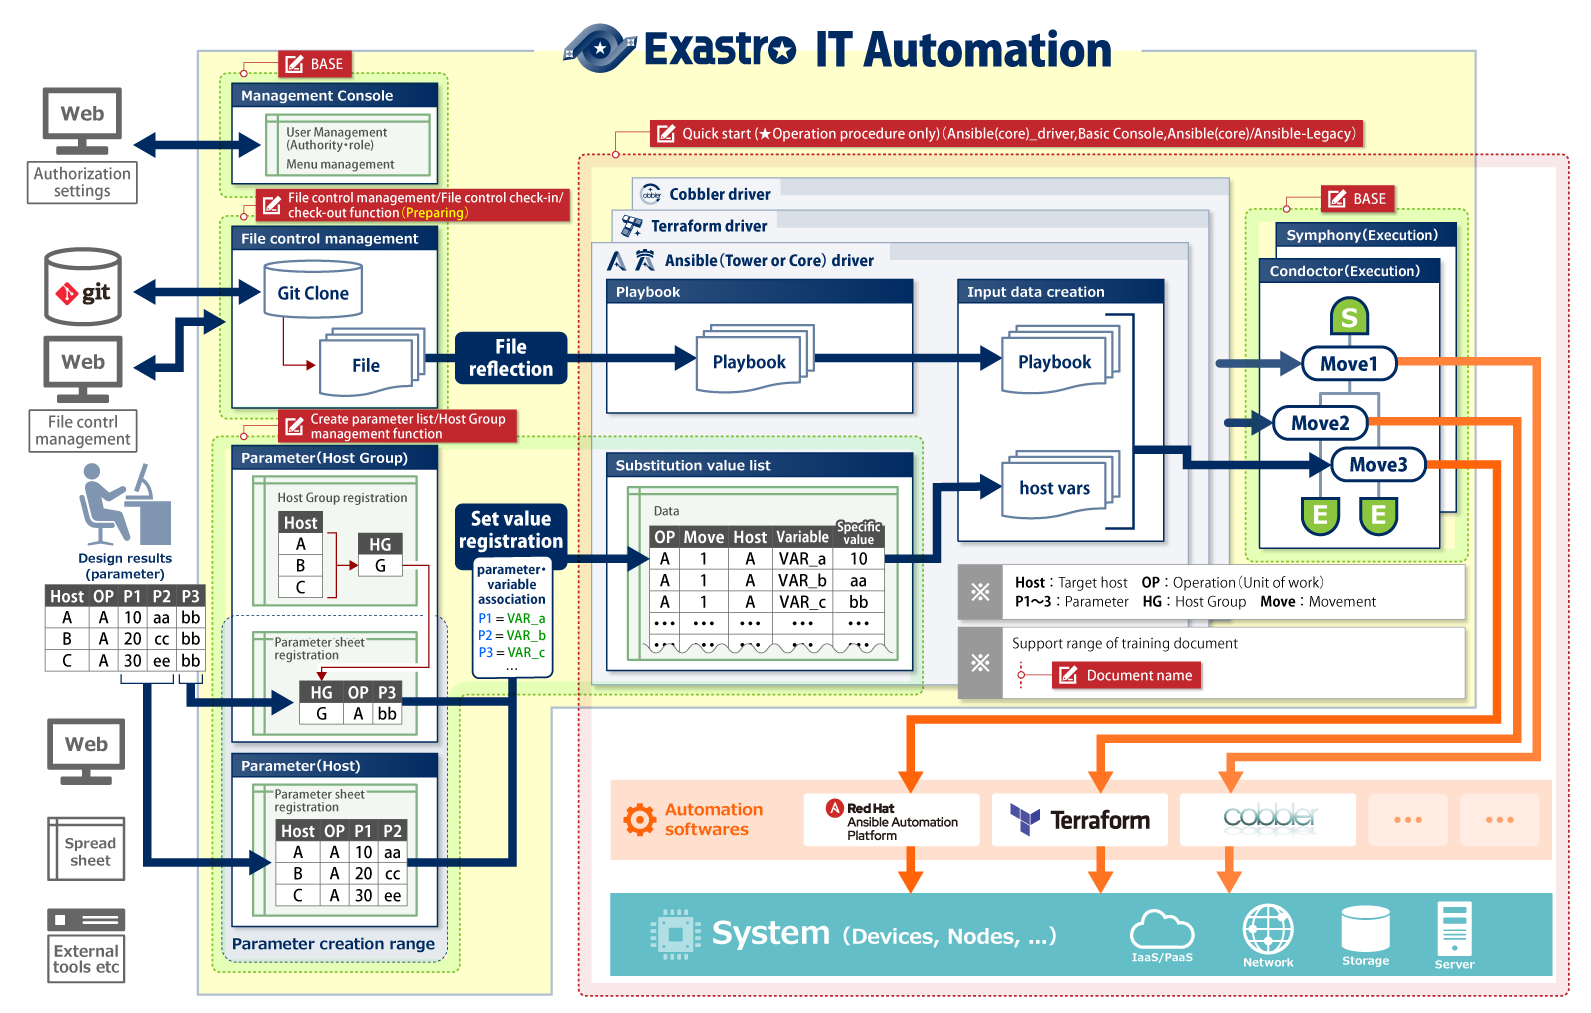 Exastro IT Automation
BASE
Management Console
User Management
(Authority・role)
Menu management
Web
Authorization
settings
Quick start (★Operation procedure only) (Ansible(core)_driver,Basic Console,Ansible(core)/Ansible-Legacy)
File control management/File control check-in/
check-out function (Preparing)
File control management
Git Clone
File
git
Web
File contrl
management
File
reflection
Cobbler driver
Terraform driver
Ansible (Tower or Core) driver
Playbook
Playbook
Input data creation
Playbook
host vars
BASE
Symphony (Execution)
Condoctor (Execution)
S
Move1
Move2
Move3
E
E
Create parameter list/Host Group
management function
Parameter (Host Group)
Host Group registration
Host
A
B
C
HG
G
Parameter sheet
registration
HG OP P3
G A bb
Design results
(parameter)
Host OP P1 P2 P3
A A 10 aa bb
B A 20 cc bb
C A 30 ee bb
Set value
registration
parameter・
variable
association
P1 = VAR_a
P2 = VAR_b
P3 = VAR_c
...
Substitution value list
Data
OP Move Host Variable Specific value
A 1 A VAR_a 10
A 1 A VAR_b aa
A 1 A VAR_c bb
••• ••• ••• ••• •••
••• ••• ••• ••• •••
※
Host : Target host OP : Operation (Unit of work)
P1～3 : Parameter HG : Host Group Move : Movement
※
Support range of training document
Document name
Web
Spread
sheet
External
tools etc
Parameter (Host)
Parameter sheet
registration
Host OP P1 P2
A A 10 aa
B A 20 cc
C A 30 ee
Parameter creation range
Automation
softwares
A
Red Hat
Ansible Automation
Platform
Terraform
cobbler
•••
•••
System (Devices, Nodes, ...)
IaaS/PaaS
Network
Storage
Server